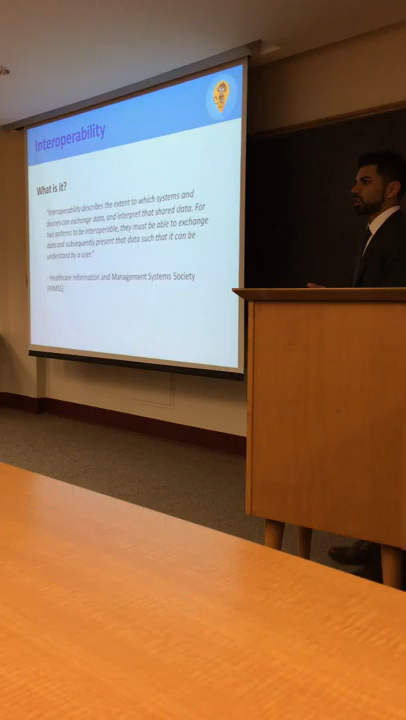 Interoperability
What is it?
"Interoperability describes the extent to which systems and
devices can exchange data, and interpret that shared data. For
two systems to be interoperable, they must be able to exchange
data and subsequently present that data such that it can be
understood by a user."
- Healthcare Information and Management Systems Society
(HIMSS)